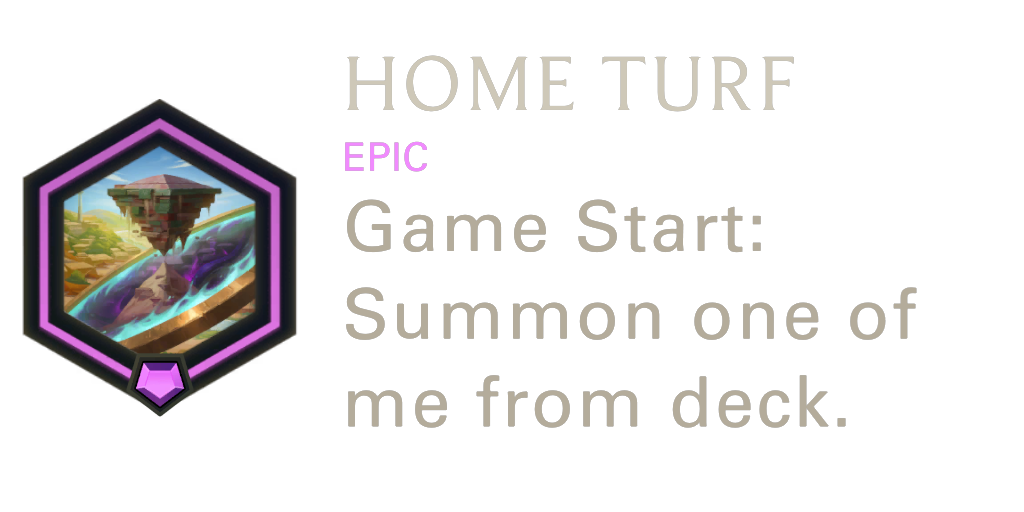 HOME TURF
EPIC
Game Start:
Summon one of
me from deck.